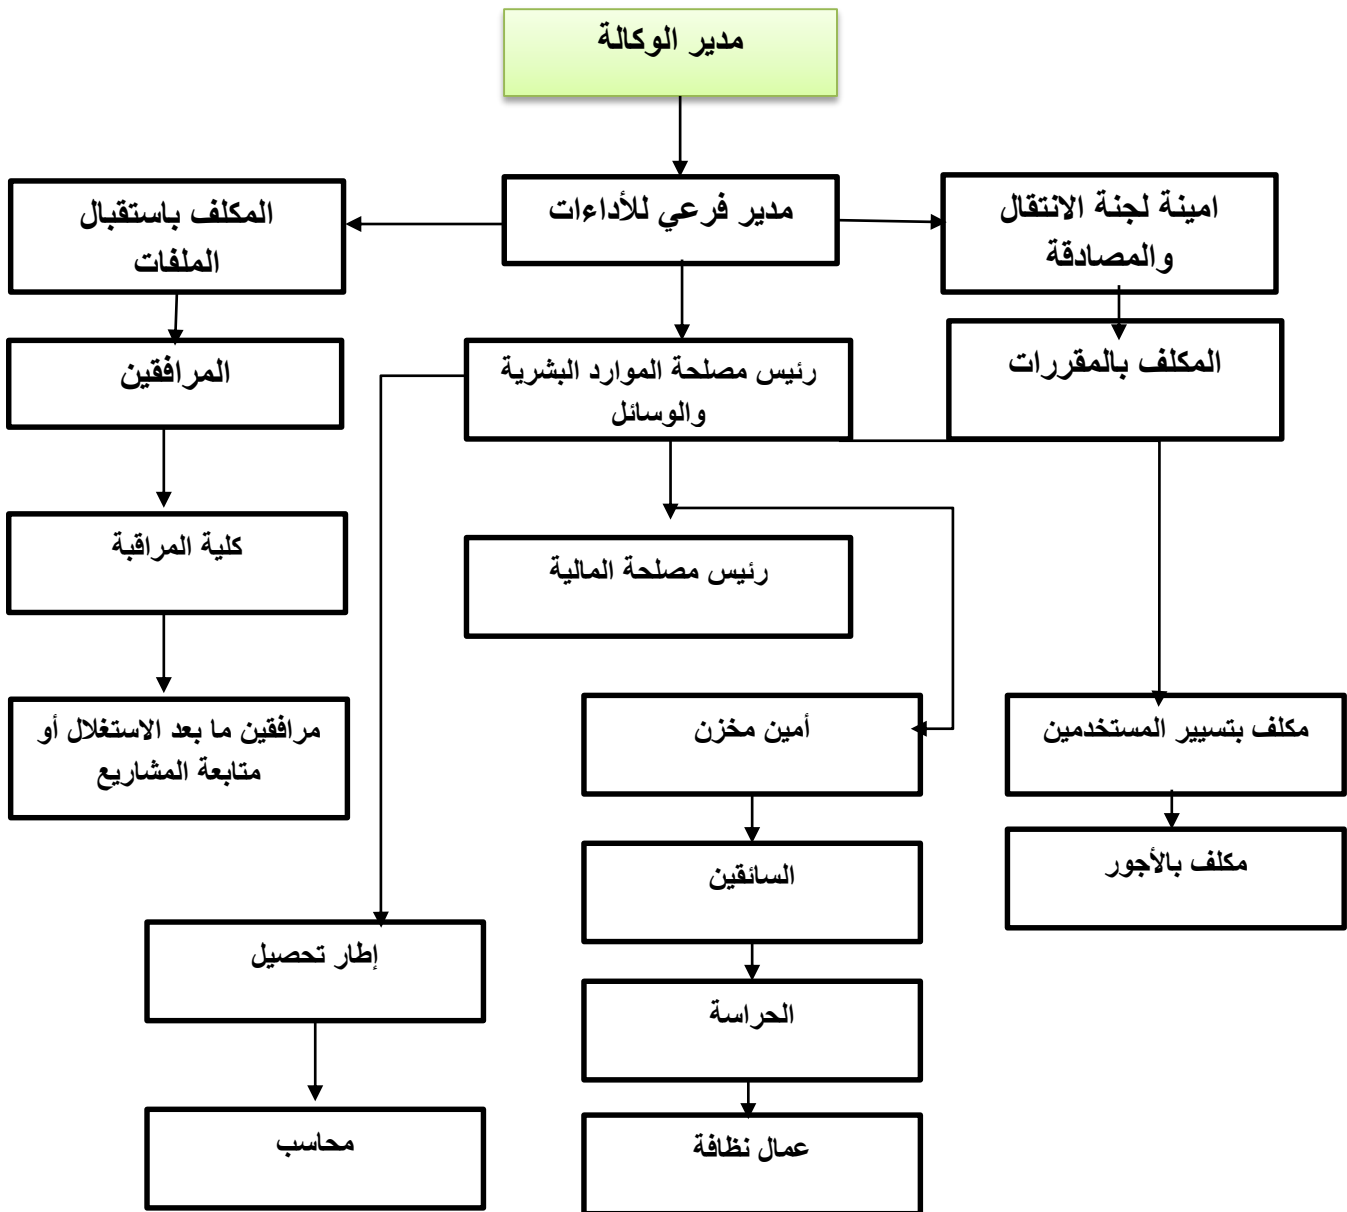 مدير الوكالة
امينة لجنة الانتقال
والمصادقة
مدير فرعي للأداءات
المكلف باستقبال
الملفات
المكلف بالمقررات
رئيس مصلحة الموارد البشرية
والوسائل
المرافقين
كلية المراقبة
رئيس مصلحة المالية
مكلف بتسيير المستخدمين
أمين مخزن
مرافقين ما بعد الاستغلال أو
متابعة المشاريع
مكلف بالأجور
السائقين
إطار تحصيل
الحراسة
محاسب
عمال نظافة